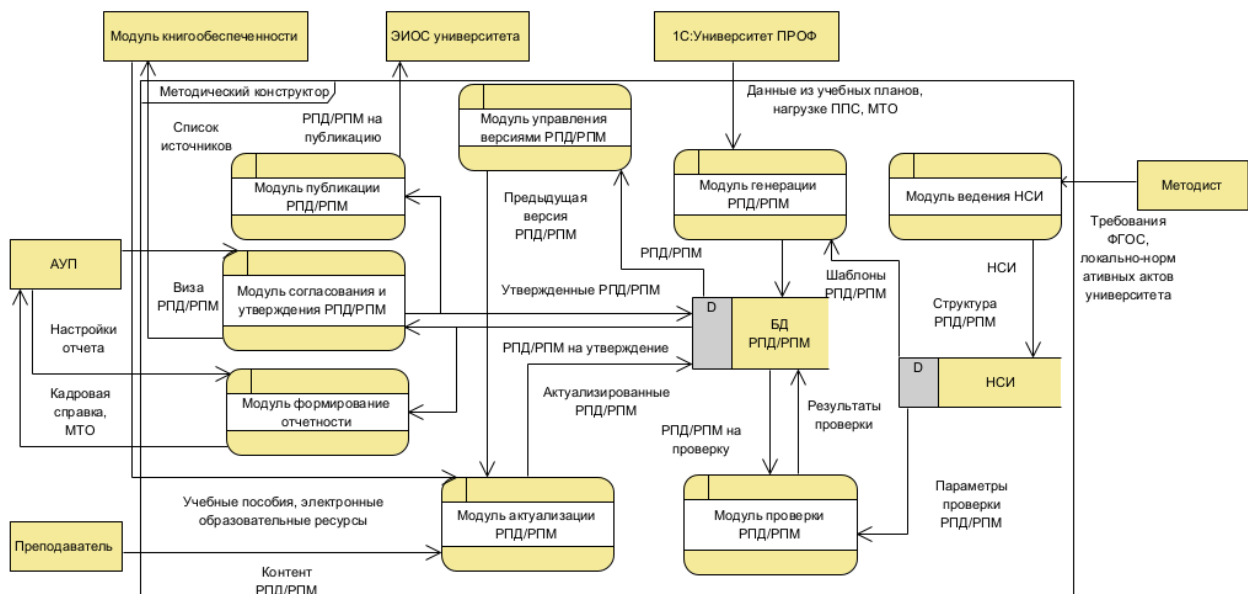 Модуль книгообеспеченности
ЭИОС университета
1С:Университет ПРОФ
Методический конструктор
Список
источников
РПД/РПМ на
публикацию
Модуль управления
версиями РПД/РПМ
Данные из учебных планов,
нагрузке ППС, МТО
Модуль публикации
РПД/РПМ
Предыдущая
версия
РПД/РПМ
Модуль генерации
РПД/РПМ
Модуль ведения НСИ
Методист
Требования
ФГОС,
локально-норм
ативных актов
университета
АУП
Виза
РПД/РПМ
Модуль согласования и
утверждения РПД/РПМ
Утвержденные РПД/РПМ
РПД/РПМ
Шаблоны
РПД/РПМ
НСИ
Структура
РПД/РПМ
D
БД
РПД/РПМ
Настройки
отчета
РПД/РПМ на утверждение
D
НСИ
Кадровая
справка,
МТО
Модуль формирование
отчетности
Актуализированные
РПД/РПМ
РПД/РПМ на
проверку
Результаты
проверки
Учебные пособия, электронные
образовательные ресурсы
Модуль актуализации
РПД/РПМ
Модуль проверки
РПД/РПМ
Параметры
проверки
РПД/РПМ
Преподаватель
Контент
РПД/РПМ